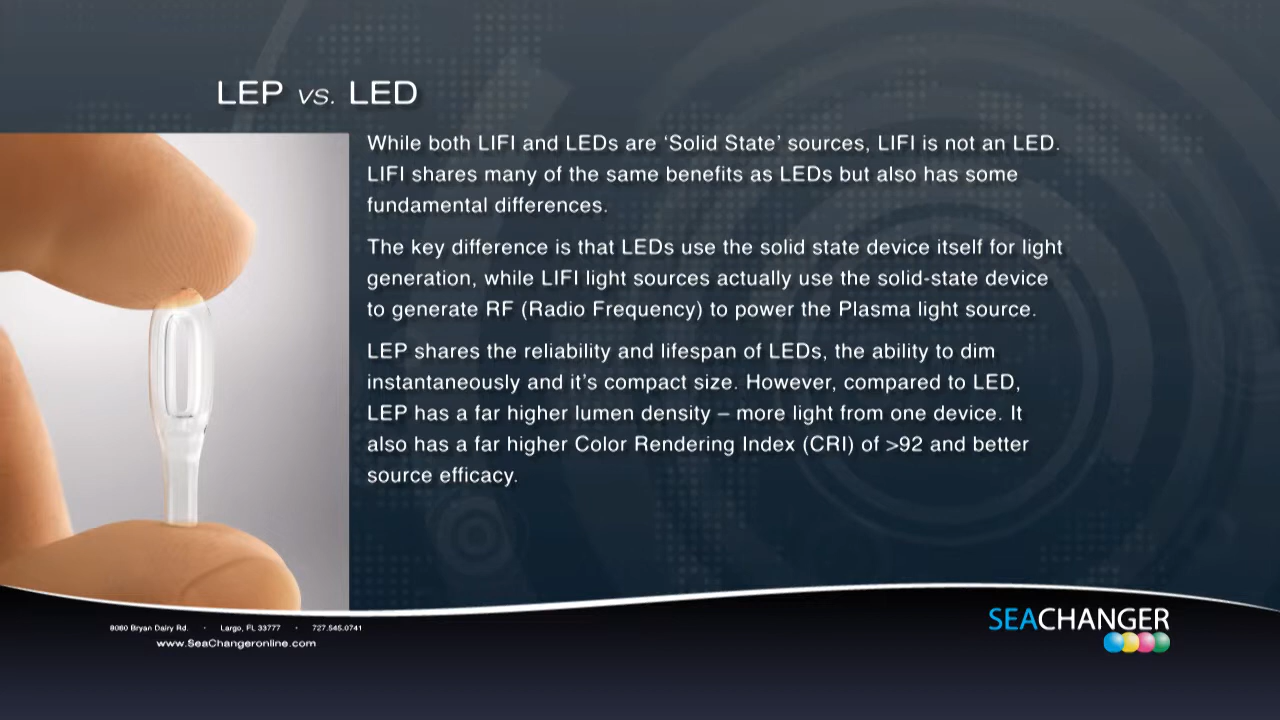 LEP vs. LED
While both LIFI and LEDs are ‘Solid State’ sources, LIFI is not an LED.
LIFI shares many of the same benefits as LEDs but also has some
fundamental differences.
The key difference is that LEDs use the solid state device itself for light
generation, while LIFI light sources actually use the solid-state device
to generate RF (Radio Frequency) to power the Plasma light source.
LEP shares the reliability and lifespan of LEDs, the ability to dim
instantaneously and it’s compact size. However, compared to LED,
LEP has a far higher lumen density – more light from one device. It
also has a far higher Color Rendering Index (CRI) of >92 and better
source efficacy.
8080 Bryan Dairy Rd. • Largo, FL 33777 • 727.545.0741
www.SeaChangeronline.com
SEACHANGER